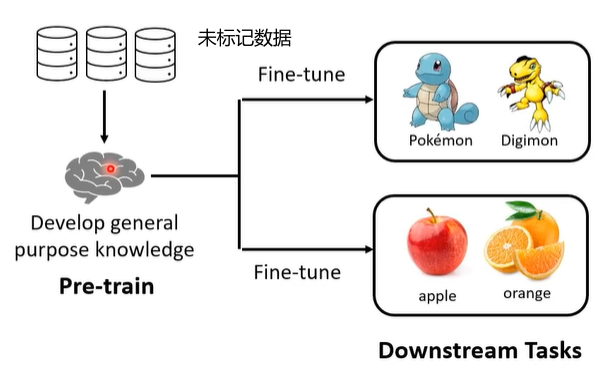 未标记数据
Fine-tune
Pokémon
Digimon
Develop general
purpose knowledge
Pre-train
Fine-tune
apple
orange
Downstream Tasks